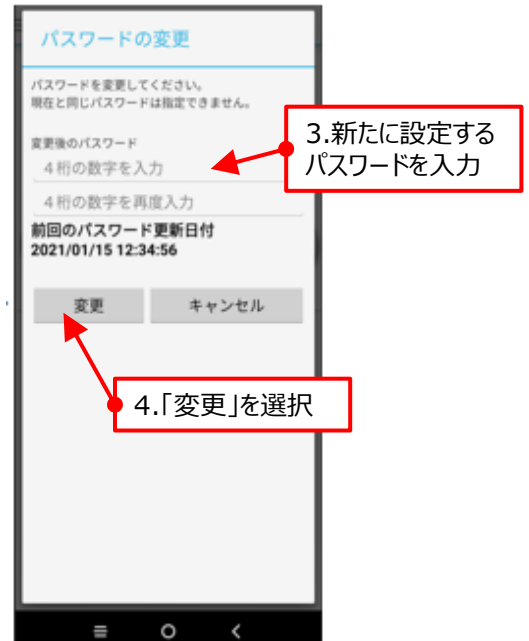 パスワードの変更
パスワードを変更してください。
現在と同じパスワードは指定できません。
変更後のパスワード
4桁の数字を入力
4桁の数字を再度入力
前回のパスワード更新日付
2021/01/15 12:34:56
変更 キャンセル
3.新たに設定する
パスワードを入力
4.「変更」を選択